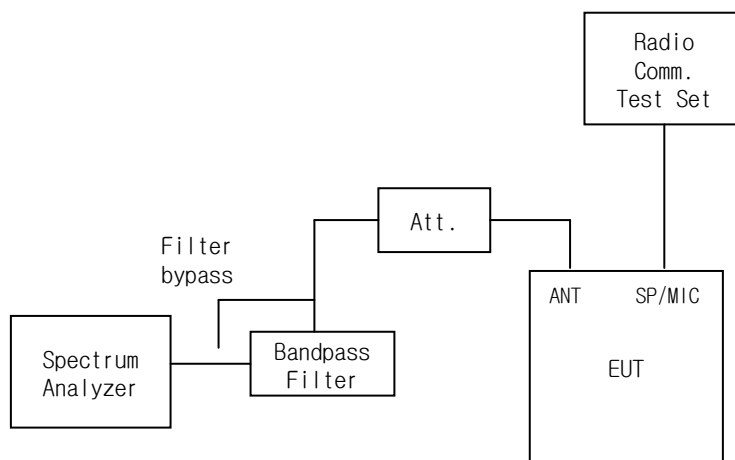 Radio
Comm.
Test Set
Att.
Filter
bypass
ANT
SP/MIC
Spectrum
Analyzer
Bandpass
Filter
EUT